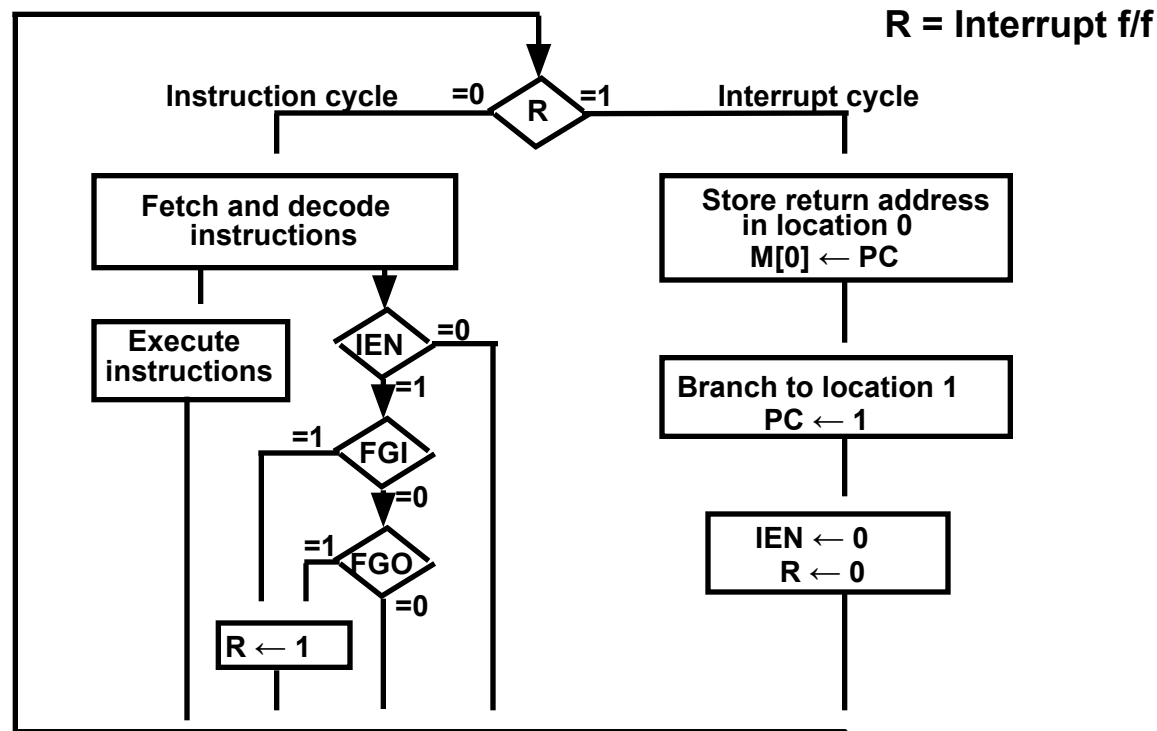 R = Interrupt f/f
Instruction cycle
=0
R
=1
Interrupt cycle
Fetch and decode
instructions
Execute
instructions
IEN
=0
=1
=1
FGI
=0
=1
FGO
=0
R ← 1
Store return address
in location 0
M[0] ← PC
Branch to location 1
PC ← 1
IEN ← 0
R ← 0